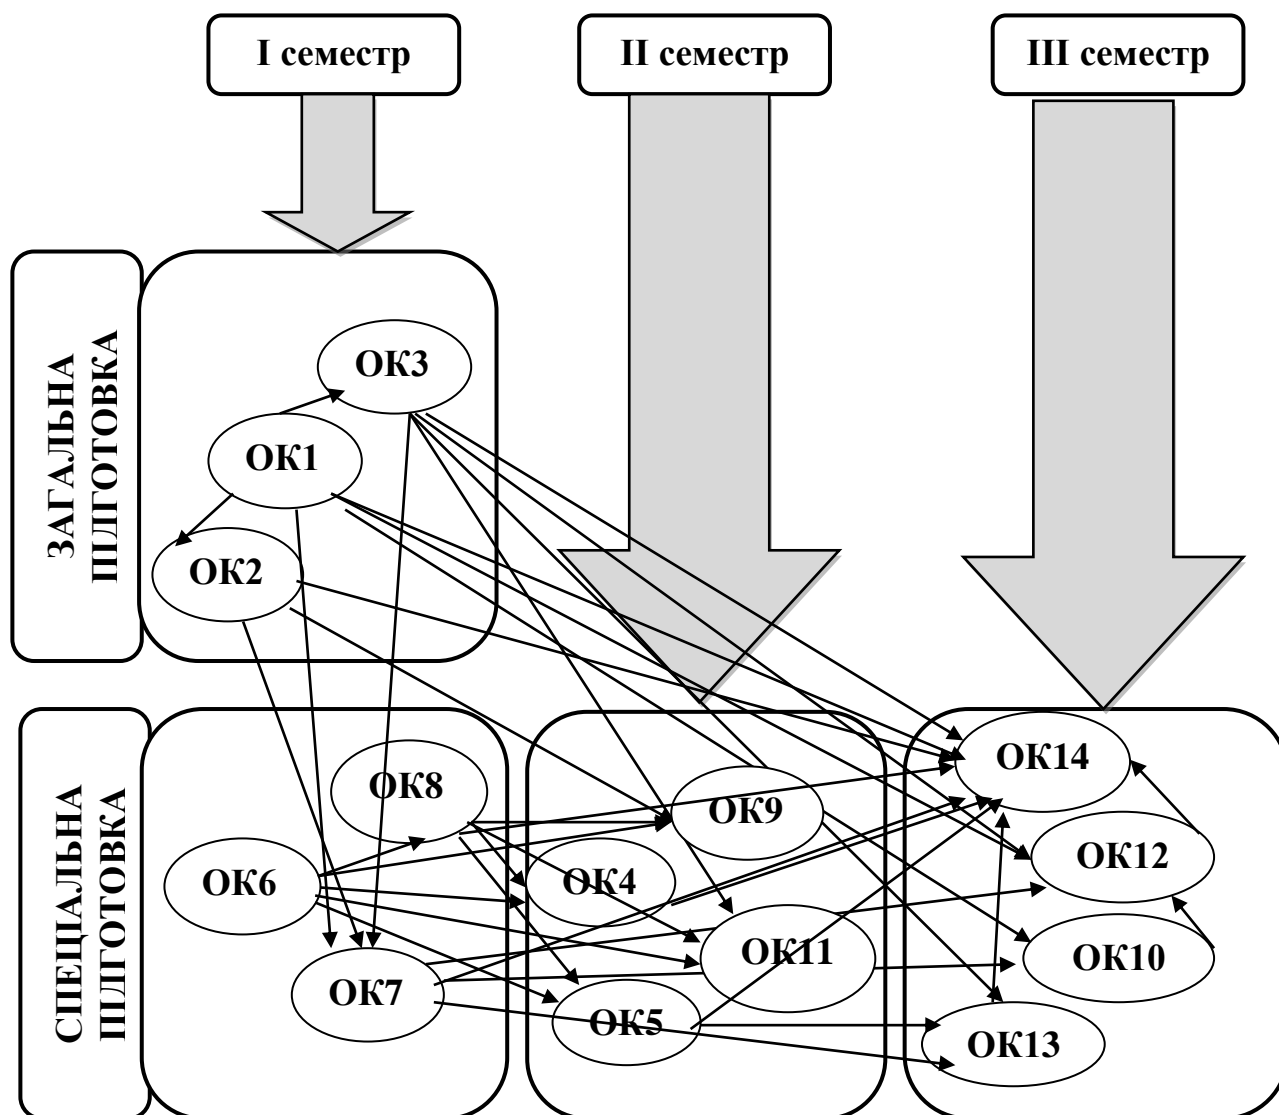 І семестр
ІІ семестр
ІІІ семестр
ЗАГАЛЬНА
ПІДГОТОВКА
ОК3
ОК1
ОК2
СПЕЦІАЛЬНА
ПІДГОТОВКА
ОК8
ОК6
ОК7
ОК9
ОК4
ОК11
ОК5
ОК14
ОК12
ОК10
ОК13